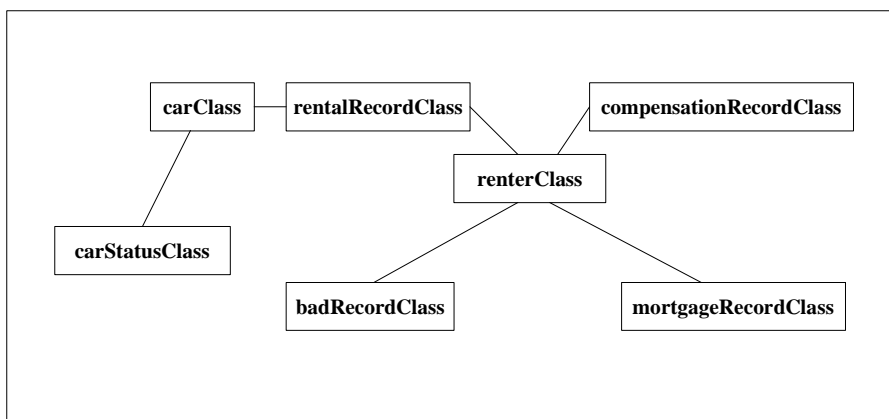 carClass
rentalRecordClass
compensationRecordClass
renterClass
carStatusClass
badRecordClass
mortgageRecordClass